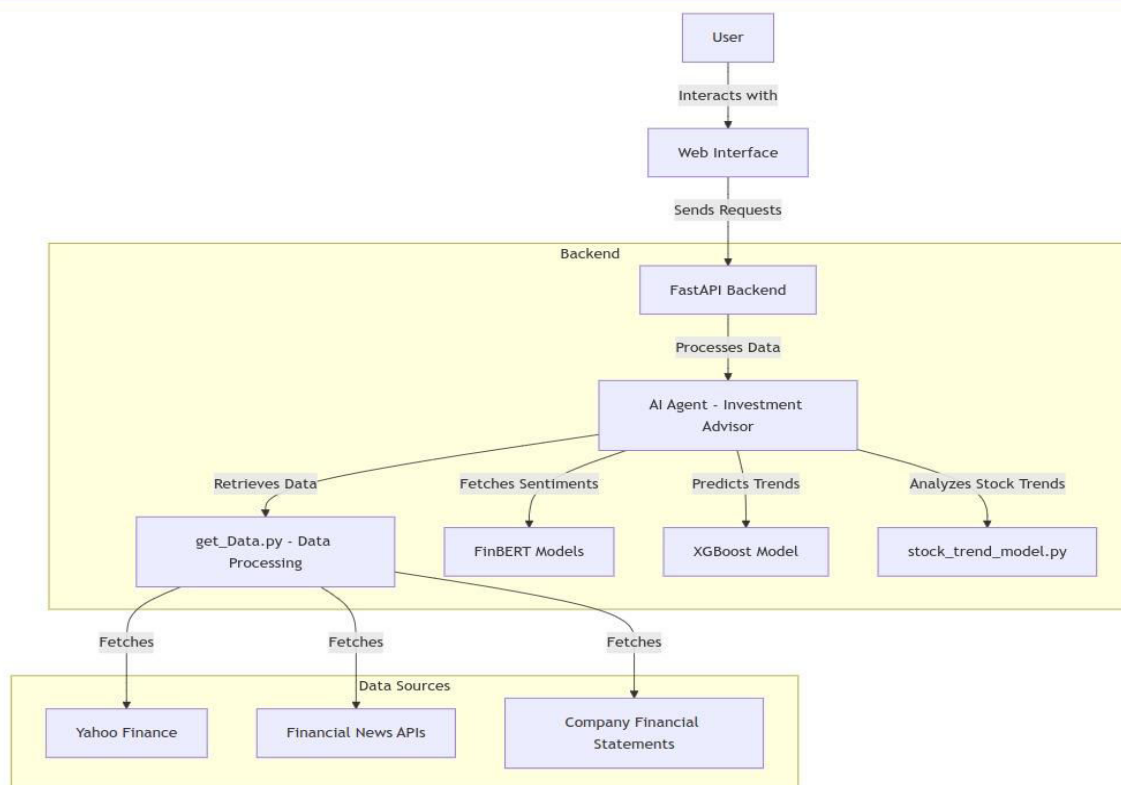 User
Interacts with
Web Interface
Sends Requests
Backend
FastAPI Backend
Processes Data
AI Agent - Investment
Advisor
Retrieves Data
Fetches Sentiments
Predicts Trends
Analyzes Stock Trends
get_Data.py - Data
Processing
FinBERT Models
XGBoost Model
stock_trend_model.py
Fetches
Fetches
Fetches
Data Sources
Yahoo Finance
Financial News APIs
Company Financial
Statements